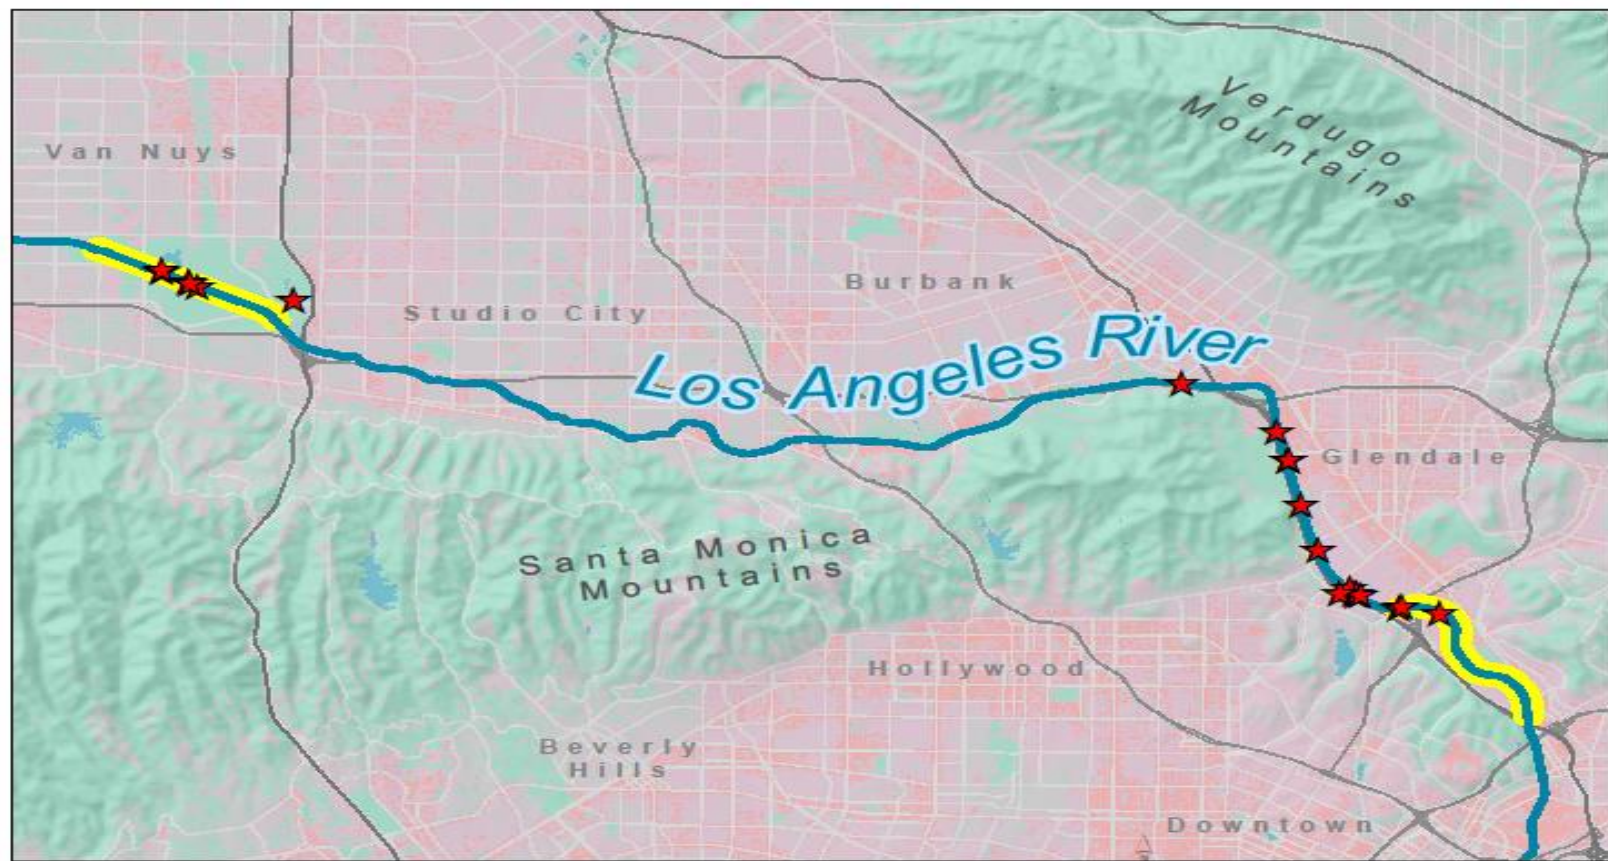 Verdugo
Mountains
Van Nuys
Burbank
Studio City
Los Angeles River
Glendale
Santa Monica
Mountains
Hollywood
Beverly
Hills
Downtown